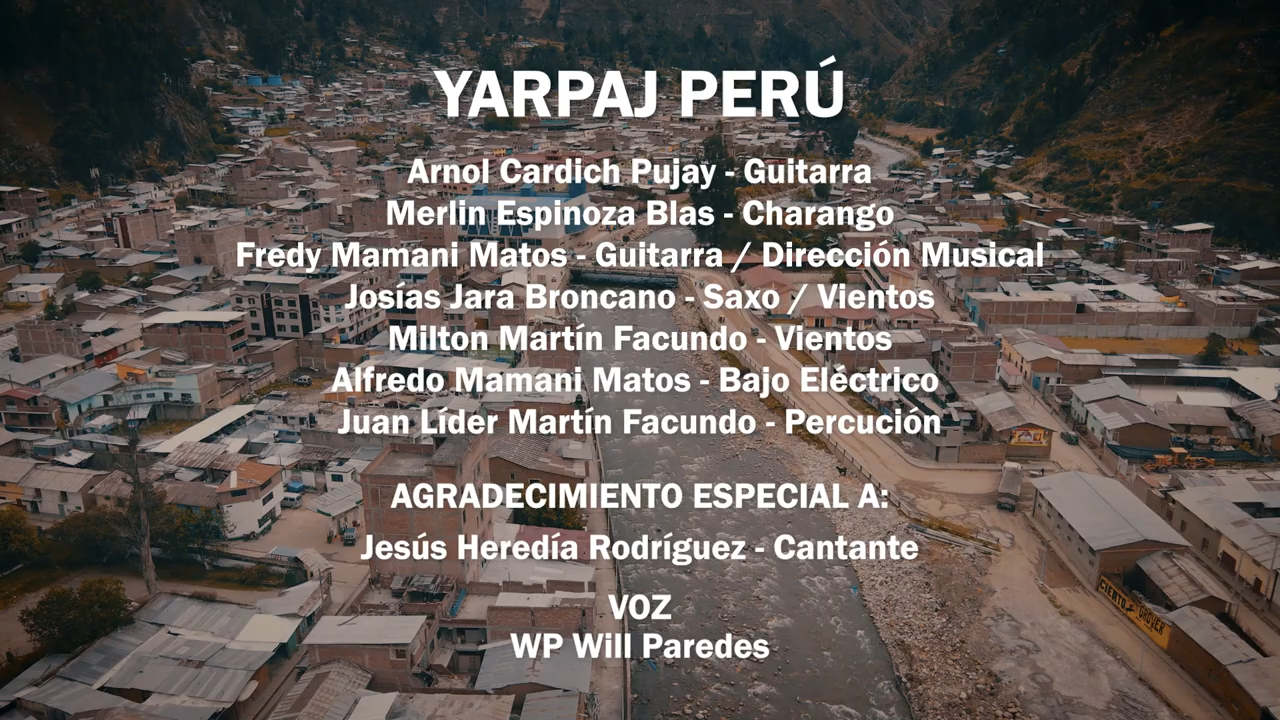 YARPAJ PERÚ
Arnol Cardich Pujay - Guitarra
Merlin Espinoza Blas - Charango
Fredy Mamani Matos - Guitarra / Dirección Musical
Josías Jara Broncano - Saxo / Vientos
Milton Martín Facundo - Vientos
Alfredo Mamani Matos - Bajo Eléctrico
Juan Líder Martín Facundo - Percución
AGRADECIMIENTO ESPECIAL A:
Jesús Heredía Rodríguez - Cantante
VOZ
WP Will Paredes
CIERTO GROVER